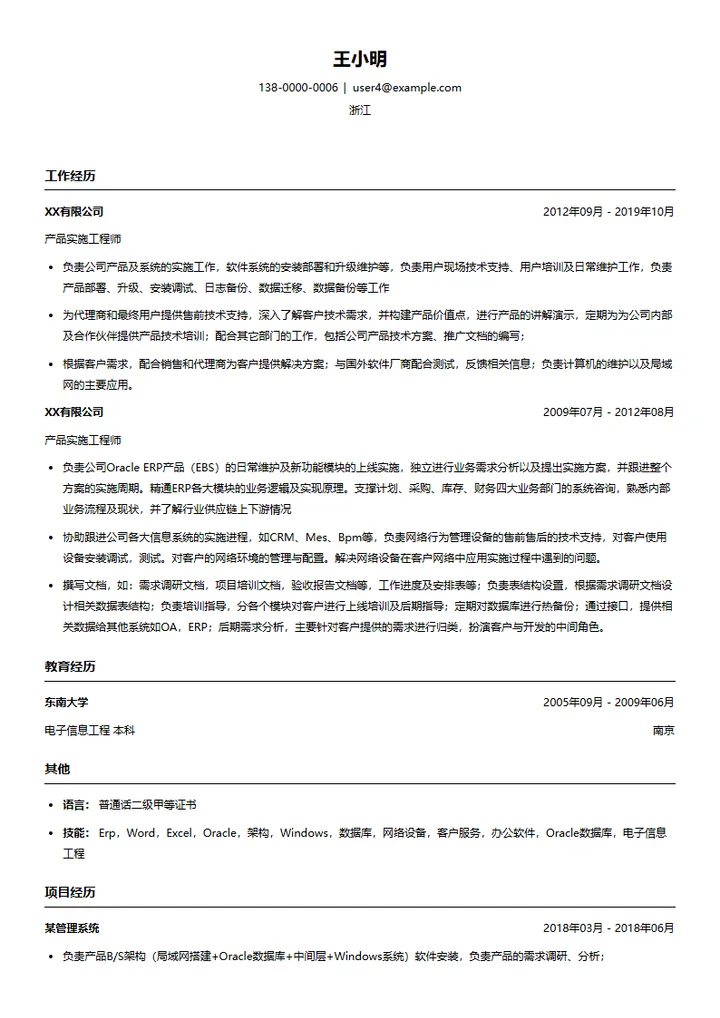 王小明
138-0000-0006 | user4@example.com
浙江
工作经历
XX有限公司 2012年09月 - 2019年10月
产品实施工程师
• 负责公司产品及系统的实施工作，软件系统的安装部署和升级维护等，负责用户现场技术支持、用户培训及日常维护工作，负责
产品部署、升级、安装调试、日志备份、数据迁移、数据备份等工作
• 为代理商和最终用户提供售前技术支持，深入了解客户技术需求，并构建产品价值点，进行产品的讲解演示，定期为为公司内部
及合作伙伴提供产品技术培训；配合其它部门的工作，包括公司产品技术方案、推广文档的编写；
• 根据客户需求，配合销售和代理商为客户提供解决方案；与国外软件厂商配合测试，反馈相关信息；负责计算机的维护以及局域
网的主要应用。
XX有限公司 2009年07月 - 2012年08月
产品实施工程师
• 负责公司Oracle ERP产品（EBS）的日常维护及新功能模块的上线实施，独立进行业务需求分析以及提出实施方案，并跟进整个
方案的实施周期。精通ERP各大模块的业务逻辑及实现原理。支撑计划、采购、库存、财务四大业务部门的系统咨询，熟悉内部
业务流程及现状，并了解行业供应链上下游情况
• 协助跟进公司各大信息系统的实施进程，如CRM、Mes、Bpm等，负责网络行为管理设备的售前售后的技术支持，对客户使用
设备安装调试，测试。对客户的网络环境的管理与配置。解决网络设备在客户网络中应用实施过程中遇到的问题。
• 撰写文档，如：需求调研文档，项目培训文档，验收报告文档等，工作进度及安排表等；负责表结构设置，根据需求调研文档设
计相关数据表结构；负责培训指导，分各个模块对客户进行上线培训及后期指导；定期对数据库进行热备份；通过接口，提供相
关数据给其他系统如OA，ERP；后期需求分析，主要针对客户提供的需求进行归类，扮演客户与开发的中间角色。
教育经历
东南大学 2005年09月 - 2009年06月
电子信息工程 本科 南京
其他
• 语言： 普通话二级甲等证书
• 技能： Erp，Word，Excel，Oracle，架构，Windows，数据库，网络设备，客户服务，办公软件，Oracle数据库，电子信息
工程
项目经历
某管理系统 2018年03月 - 2018年06月
• 负责产品B/S架构（局域网搭建+Oracle数据库+中间层+Windows系统）软件安装，负责产品的需求调研、分析；